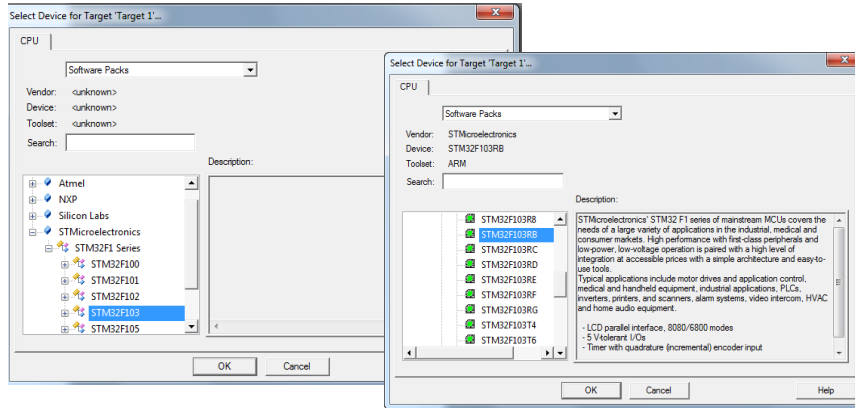 Select Device for Target 'Target 1'...
CPU
Software Packs
Vendor: <unknown>
Device: <unknown>
Toolset: <unknown>
Search:
Description:
Atmel
NXP
Silicon Labs
STMicroelectronics
STM32F1 Series
STM32F100
STM32F101
STM32F102
STM32F103
STM32F105
OK Cancel
Select Device for Target 'Target 1'...
CPU
Software Packs
Vendor: STMicroelectronics
Device: STM32F103RB
Toolset: ARM
Search:
Description:
STM32F103R8
STM32F103RB
STM32F103RC
STM32F103RD
STM32F103RE
STM32F103RF
STM32F103RG
STM32F103T4
STM32F103T6
STMicroelectronics' STM32 F1 series of mainstream MCUs covers the
needs of a large variety of applications in the industrial, medical and
consumer markets. High performance with first-class peripherals and
low-power, low-voltage operation is paired with a high level of
integration at accessible prices with a simple architecture and easy-to-
use tools.
Typical applications include motor drives and application control,
medical and handheld equipment, industrial applications, PLCs,
inverters, printers, and scanners, alarm systems, video intercom, HVAC
and home audio equipment.
- LCD parallel interface, 8080/6800 modes
- 5 V-tolerant I/Os
- Timer with quadrature (incremental) encoder input
OK Cancel Help